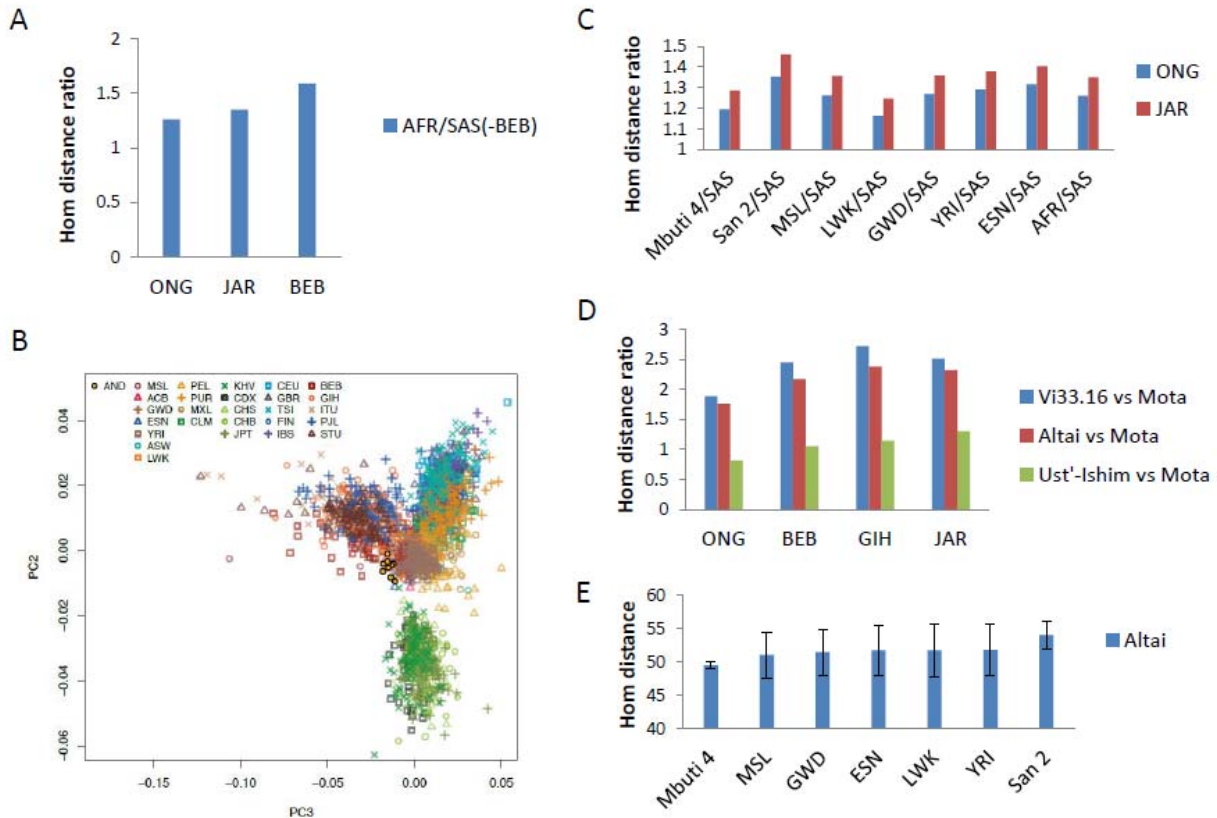 A
2
1.5
1
0.5
0
Hom distance ratio
ONG JAR BEB
AFR/SAS(-BEB)
B
AND MSL PEL KHV CEU BEB
ACB PUR CDX GBR GIH
GWD MXL CHS TSI ITU
ESN CLM CHB FIN PJL
YRI JPT IBS STU
ASW
LWK
0.04
0.02
0.00
−0.02
−0.04
−0.06
PC2
−0.15 −0.10 −0.05 0.00 0.05
PC3
C
1.5
1.4
1.3
1.2
1.1
1
Hom distance ratio
Mbuti 4/SAS San 2/SAS MSL/SAS LWK/SAS GWD/SAS YRI/SAS ESN/SAS AFR/SAS
ONG
JAR
D
3
2.5
2
1.5
1
0.5
0
Hom distance ratio
ONG BEB GIH JAR
Vi33.16 vs Mota
Altai vs Mota
Ust'-Ishim vs Mota
E
60
55
50
45
40
Hom distance
Mbuti 4 MSL GWD ESN LWK YRI San 2
Altai